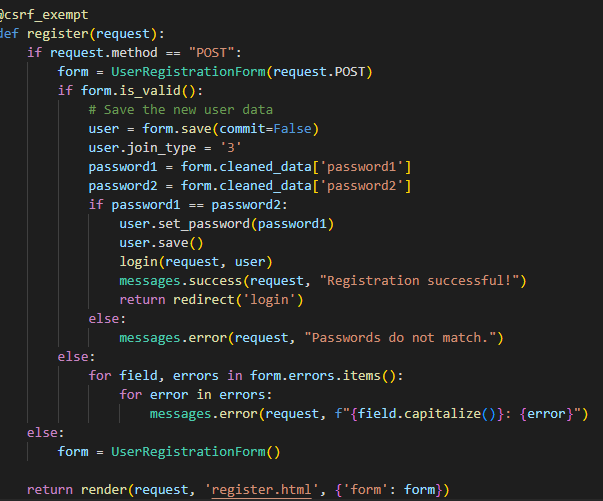 @csrf_exempt
def register(request):
    if request.method == "POST":
        form = UserRegistrationForm(request.POST)
        if form.is_valid():
            # Save the new user data
            user = form.save(commit=False)
            user.join_type = '3'
            password1 = form.cleaned_data['password1']
            password2 = form.cleaned_data['password2']
            if password1 == password2:
                user.set_password(password1)
                user.save()
                login(request, user)
                messages.success(request, "Registration successful!")
                return redirect('login')
            else:
                messages.error(request, "Passwords do not match.")
        else:
            for field, errors in form.errors.items():
                for error in errors:
                    messages.error(request, f"{field.capitalize()}: {error}")
    else:
        form = UserRegistrationForm()

    return render(request, 'register.html', {'form': form})